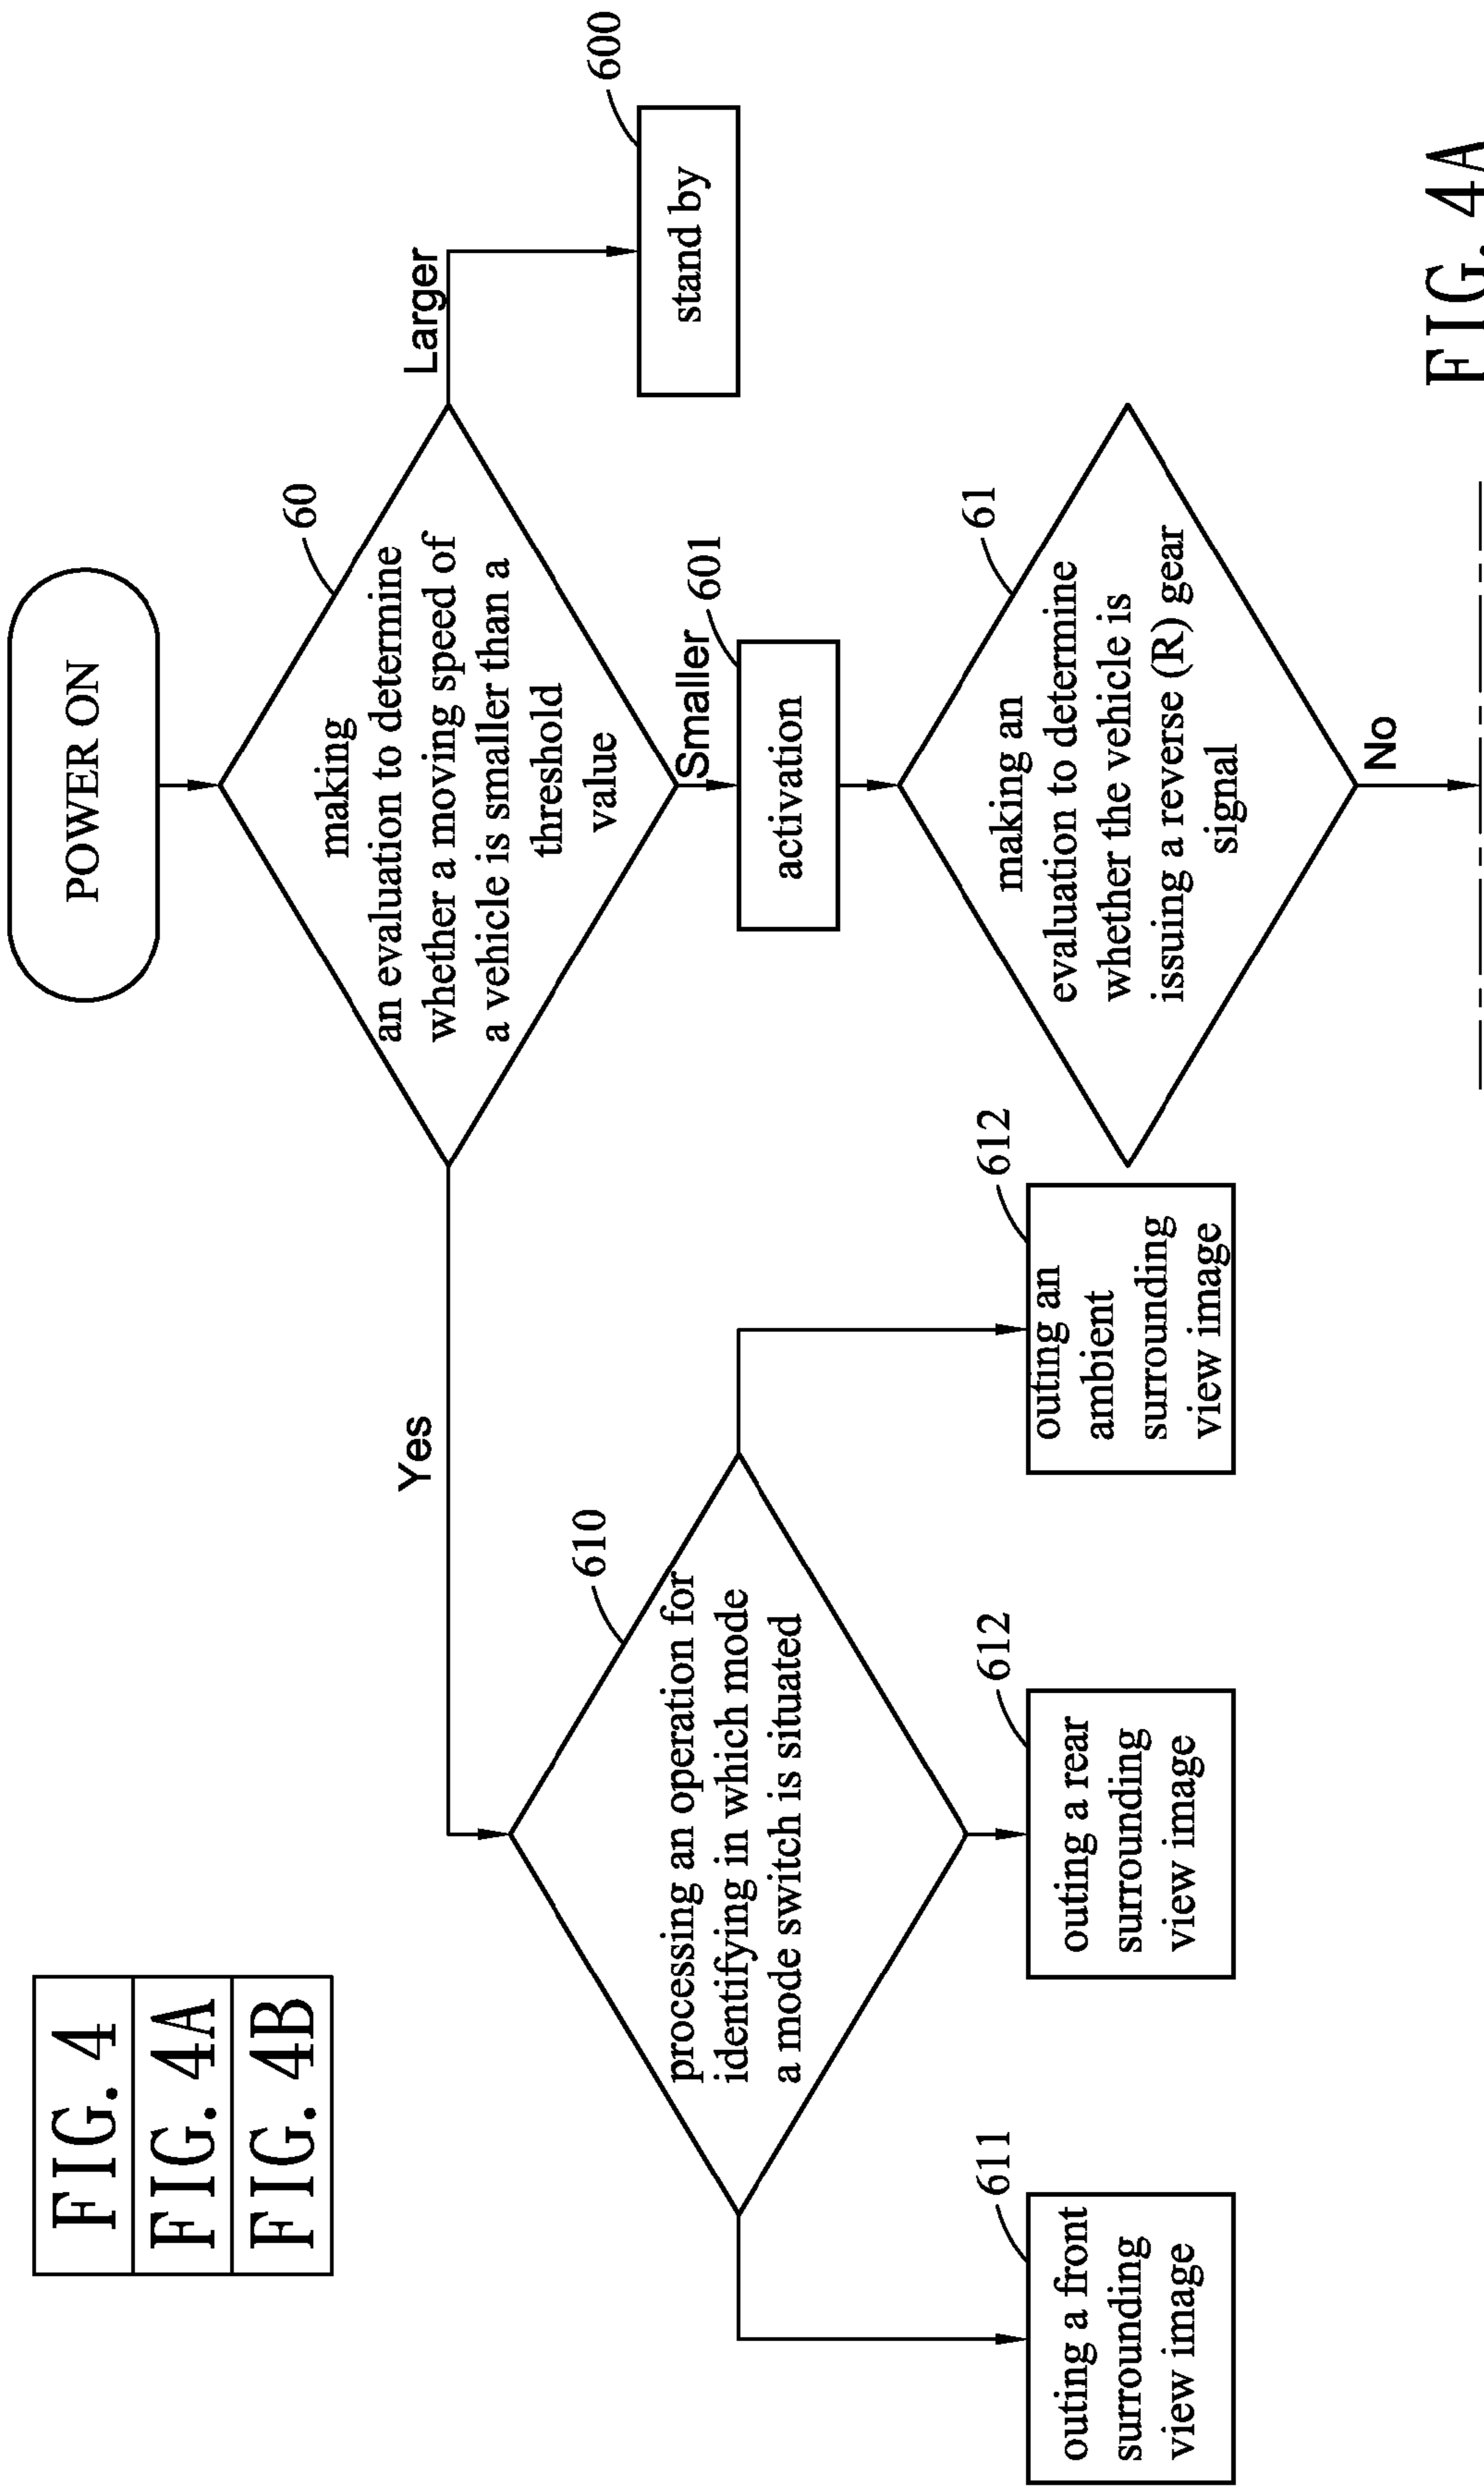 FIG. 4
FIG. 4A
FIG. 4B
POWER ON
60
making
an evaluation to determine
whether a moving speed of
a vehicle is smaller than a
threshold
value
Larger
600
stand by
Smaller
601
activation
61
making an
evaluation to determine
whether the vehicle is
issuing a reverse (R) gear
signal
No
Yes
610
processing an operation for
identifying in which mode
a mode switch is situated
611
outing a front
surrounding
view image
612
outing a rear
surrounding
view image
612
outing an
ambient
surrounding
view image
FIG. 4A